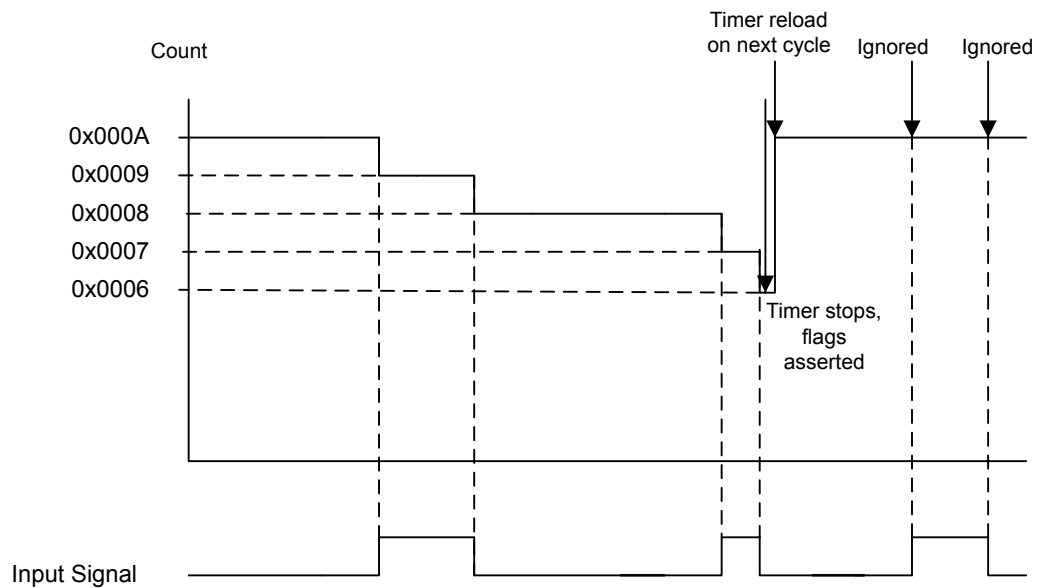 Timer reload
on next cycle
Ignored
Ignored
Count
0x000A
0x0009
0x0008
0x0007
0x0006
Timer stops,
flags
asserted
Input Signal